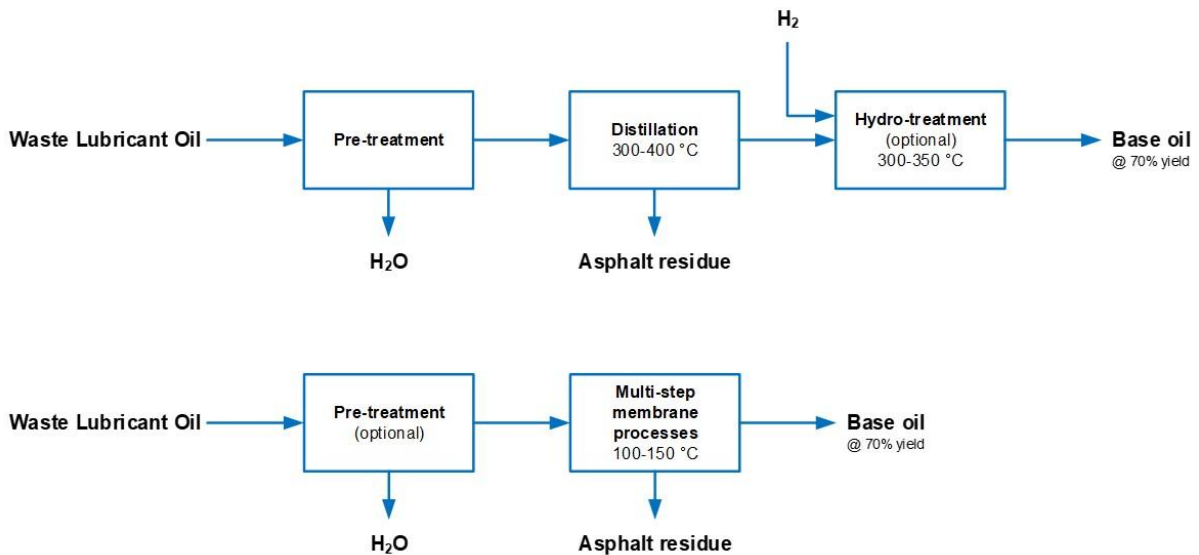 H₂
Waste Lubricant Oil
Pre-treatment
Distillation
300-400 °C
Hydro-treatment
(optional)
300-350 °C
Base oil
@ 70% yield
H₂O
Asphalt residue
Waste Lubricant Oil
Pre-treatment
(optional)
Multi-step
membrane
processes
100-150 °C
Base oil
@ 70% yield
H₂O
Asphalt residue